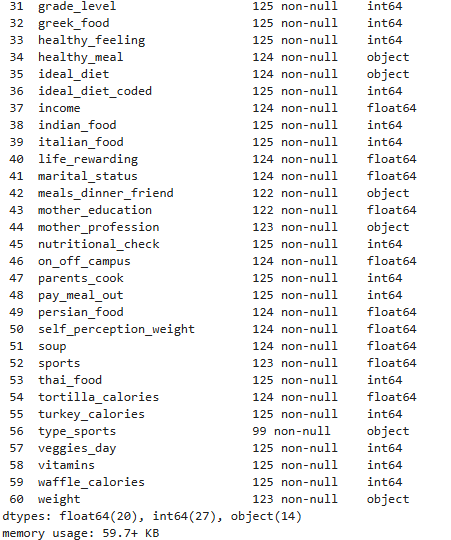 31 grade_level 125 non-null int64
32 greek_food 125 non-null int64
33 healthy_feeling 125 non-null int64
34 healthy_meal 124 non-null object
35 ideal_diet 124 non-null object
36 ideal_diet_coded 125 non-null int64
37 income 124 non-null float64
38 indian_food 125 non-null int64
39 italian_food 125 non-null int64
40 life_rewarding 124 non-null float64
41 marital_status 124 non-null float64
42 meals_dinner_friend 122 non-null object
43 mother_education 122 non-null float64
44 mother_profession 123 non-null object
45 nutritional_check 125 non-null int64
46 on_off_campus 124 non-null float64
47 parents_cook 125 non-null int64
48 pay_meal_out 125 non-null int64
49 persian_food 124 non-null float64
50 self_perception_weight 124 non-null float64
51 soup 124 non-null float64
52 sports 123 non-null float64
53 thai_food 125 non-null int64
54 tortilla_calories 124 non-null float64
55 turkey_calories 125 non-null int64
56 type_sports 99 non-null object
57 veggies_day 125 non-null int64
58 vitamins 125 non-null int64
59 waffle_calories 125 non-null int64
60 weight 123 non-null object
dtypes: float64(20), int64(27), object(14)
memory usage: 59.7+ KB